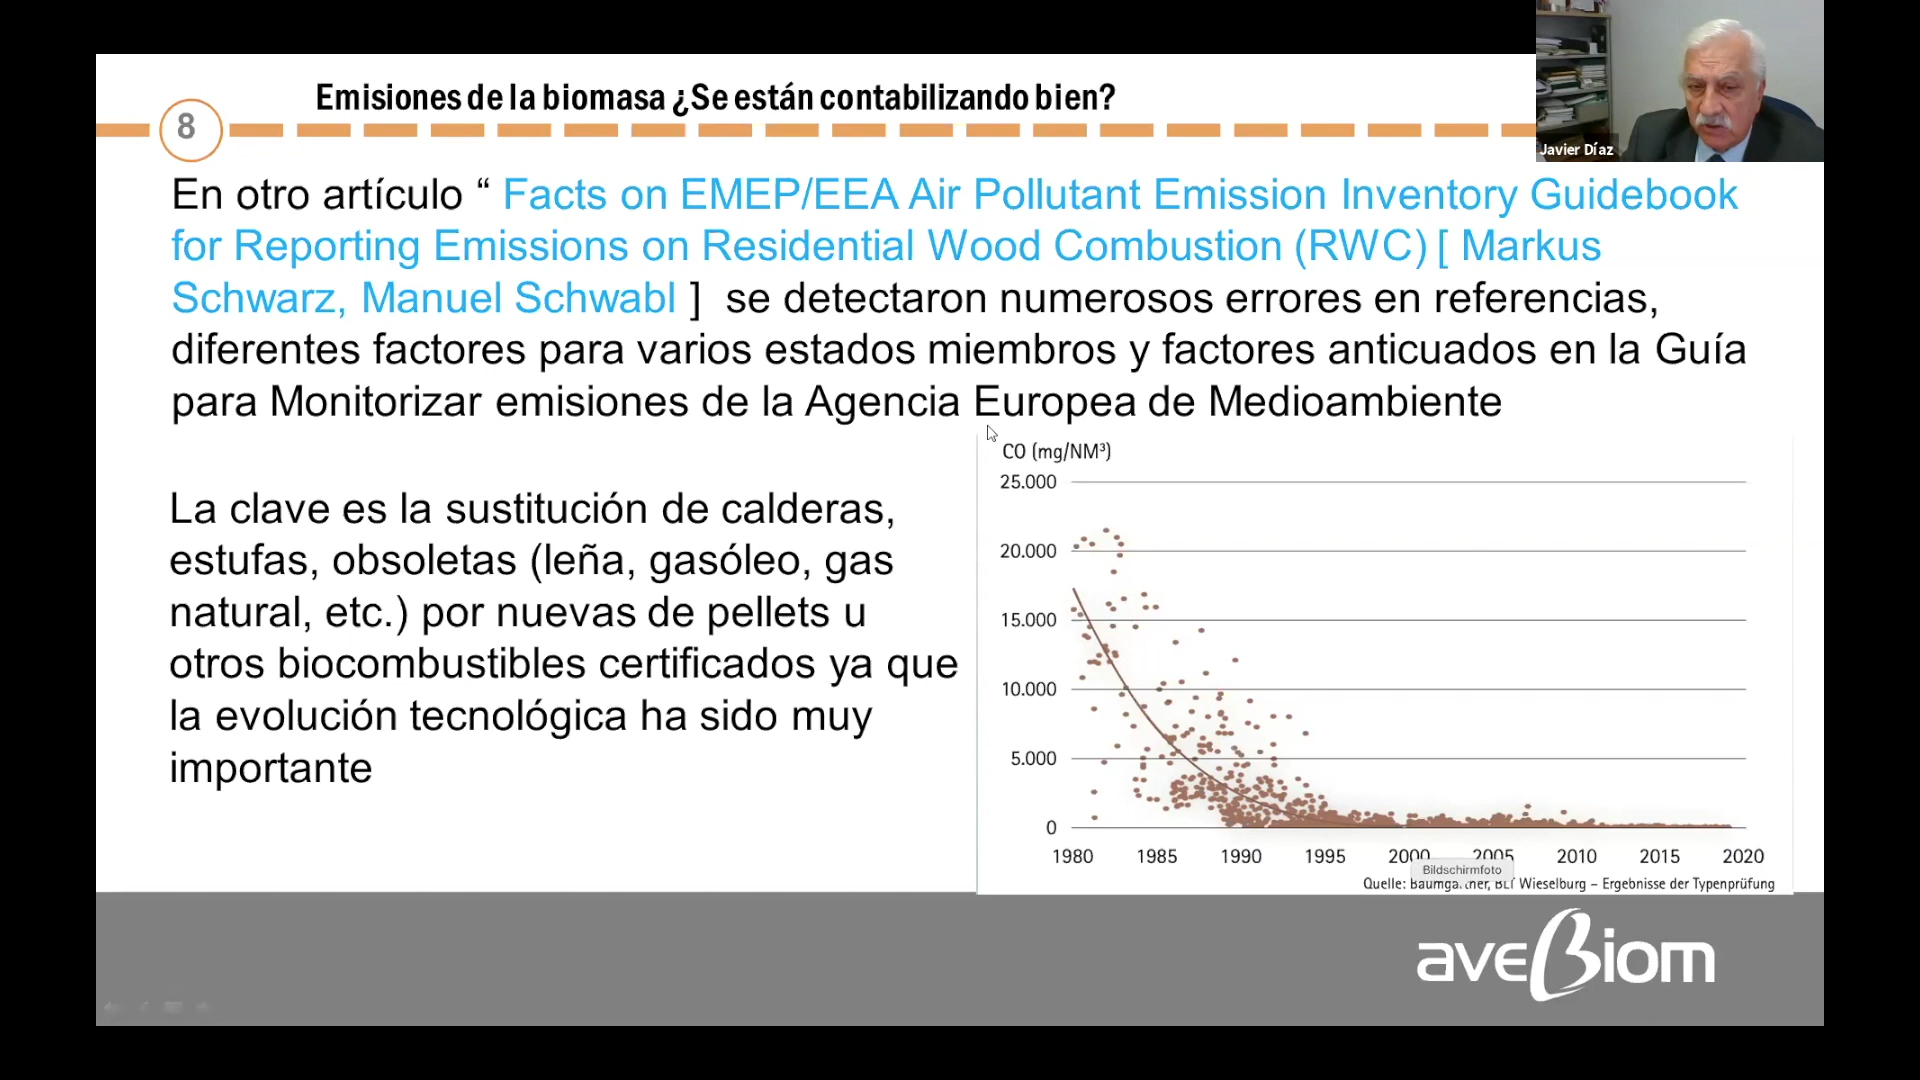 Emisiones de la biomasa ¿Se están contabilizando bien?
8
Javier Díaz
En otro artículo “ Facts on EMEP/EEA Air Pollutant Emission Inventory Guidebook
for Reporting Emissions on Residential Wood Combustion (RWC) [ Markus
Schwarz, Manuel Schwabl ] se detectaron numerosos errores en referencias,
diferentes factores para varios estados miembros y factores anticuados en la Guía
para Monitorizar emisiones de la Agencia Europea de Medioambiente
La clave es la sustitución de calderas,
estufas, obsoletas (leña, gasóleo, gas
natural, etc.) por nuevas de pellets u
otros biocombustibles certificados ya que
la evolución tecnológica ha sido muy
importante
CO (mg/NM³)
25.000
20.000
15.000
10.000
5.000
0
1980 1985 1990 1995 2000 2005 2010 2015 2020
Bildschirmfoto
Quelle: Baumgartner, BLT Wieselburg – Ergebnisse der Typenprüfung
aveBiom